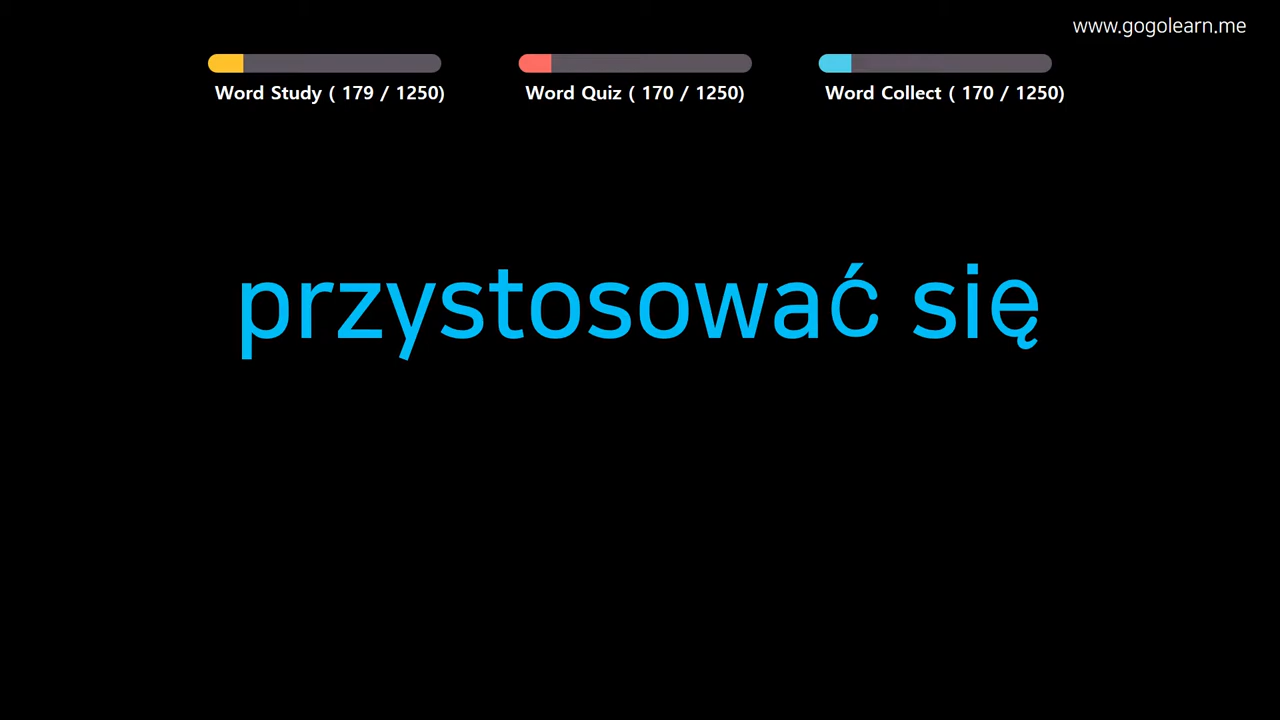 www.gogolearn.me
Word Study ( 179 / 1250)
Word Quiz ( 170 / 1250)
Word Collect ( 170 / 1250)
przystosować się